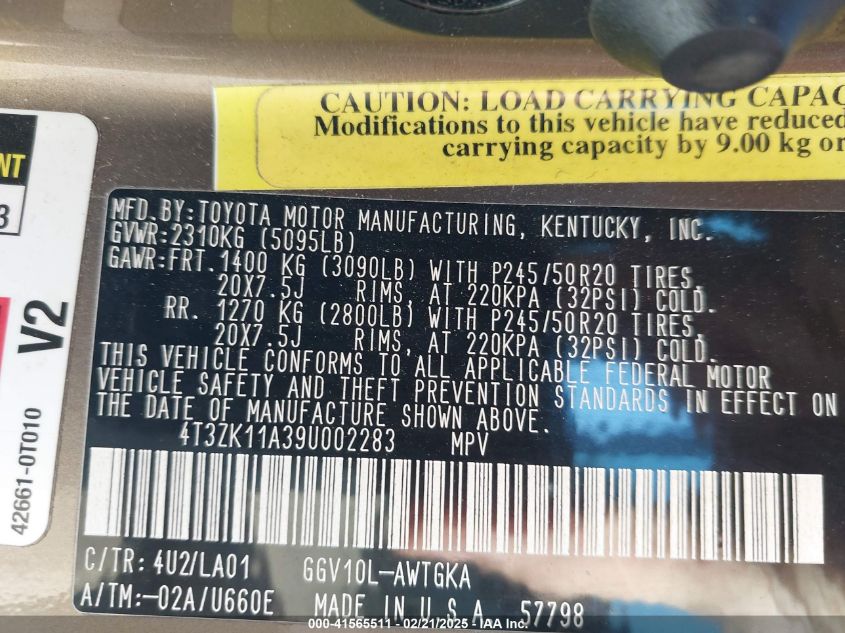 CAUTION: LOAD CARRYING CAPAC
Modifications to this vehicle have reduced
carrying capacity by 9.00 kg or
NT
3
V2
42661-0T010
MFD.BY:TOYOTA MOTOR MANUFACTURING, KENTUCKY, INC.
GVWR:2310KG (5095LB)
GAWR:FRT.1400 KG (3090LB) WITH P245/50R20 TIRES,
20X7.5J RIMS, AT 220KPA (32PSI) COLD.
RR. 1270 KG (2800LB) WITH P245/50R20 TIRES,
20X7.5J RIMS, AT 220KPA (32PSI) COLD.
THIS VEHICLE CONFORMS TO ALL APPLICABLE FEDERAL MOTOR
VEHICLE SAFETY AND THEFT PREVENTION STANDARDS IN EFFECT ON
THE DATE OF MANUFACTURE SHOWN ABOVE.
4T3ZK11A39U002283 MPV
C/TR: 4U2/LA01 GGV10L-AWTGKA
A/TM:-02A/U660E MADE IN U.S.A. 57798
000-41565511 - 02/21/2025 - IAA Inc.